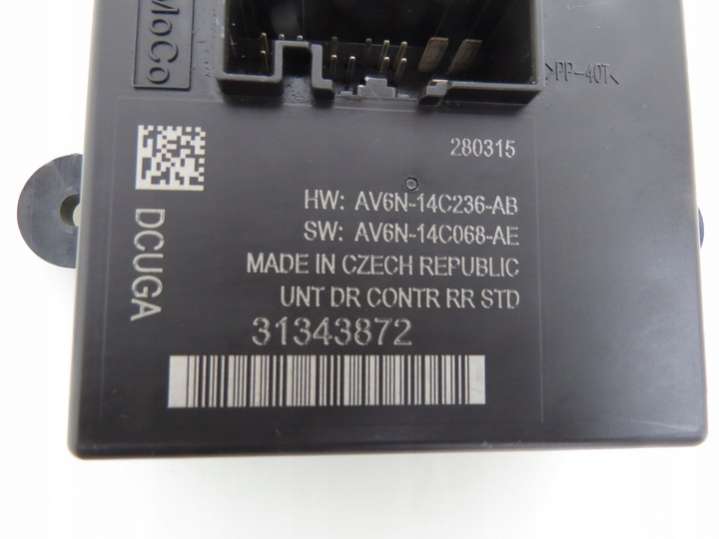 MoCo
>PP-40T<
280315
HW: AV6N-14C236-AB
SW: AV6N-14C068-AE
MADE IN CZECH REPUBLIC
UNT DR CONTR RR STD
DCUGA
31343872